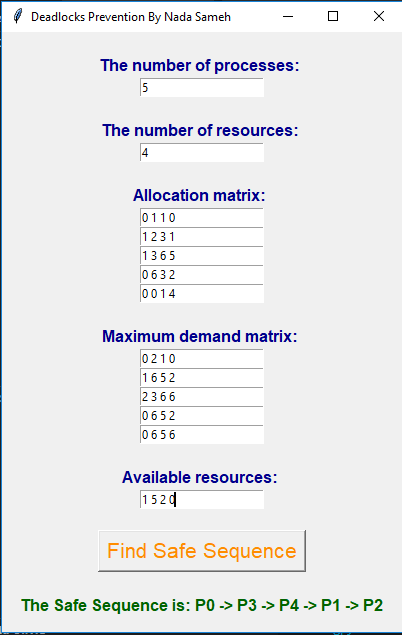 Deadlocks Prevention By Nada Sameh
The number of processes:
5
The number of resources:
4
Allocation matrix:
0 1 1 0
1 2 3 1
1 3 6 5
0 6 3 2
0 0 1 4
Maximum demand matrix:
0 2 1 0
1 6 5 2
2 3 6 6
0 6 5 2
0 6 5 6
Available resources:
1 5 2 0
Find Safe Sequence
The Safe Sequence is: P0 -> P3 -> P4 -> P1 -> P2